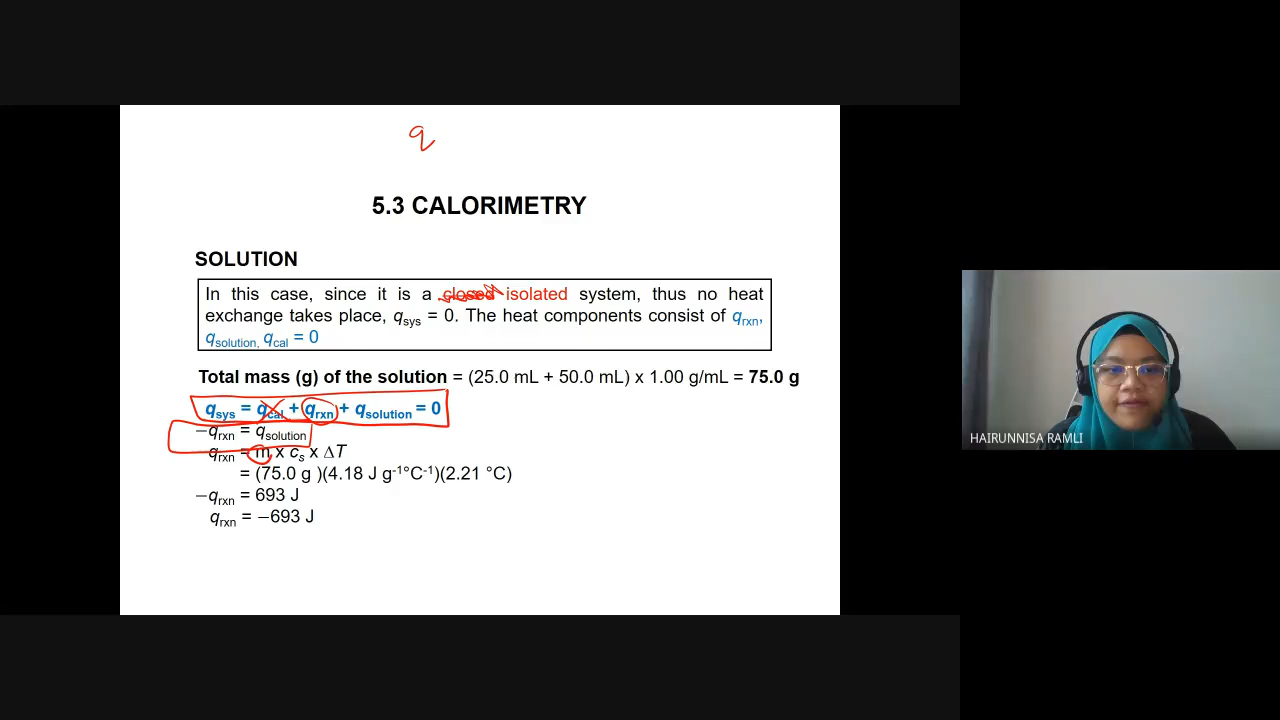 q
5.3 CALORIMETRY
SOLUTION
In this case, since it is a closed isolated system, thus no heat
exchange takes place, qsys = 0. The heat components consist of qrxn,
qsolution, qcal = 0
Total mass (g) of the solution = (25.0 mL + 50.0 mL) x 1.00 g/mL = 75.0 g
qsys = qcal + qrxn + qsolution = 0
−qrxn = qsolution
qrxn = m x cs x ΔT
= (75.0 g )(4.18 J g-1°C-1)(2.21 °C)
−qrxn = 693 J
qrxn = −693 J
HAIRUNNISA RAMLI